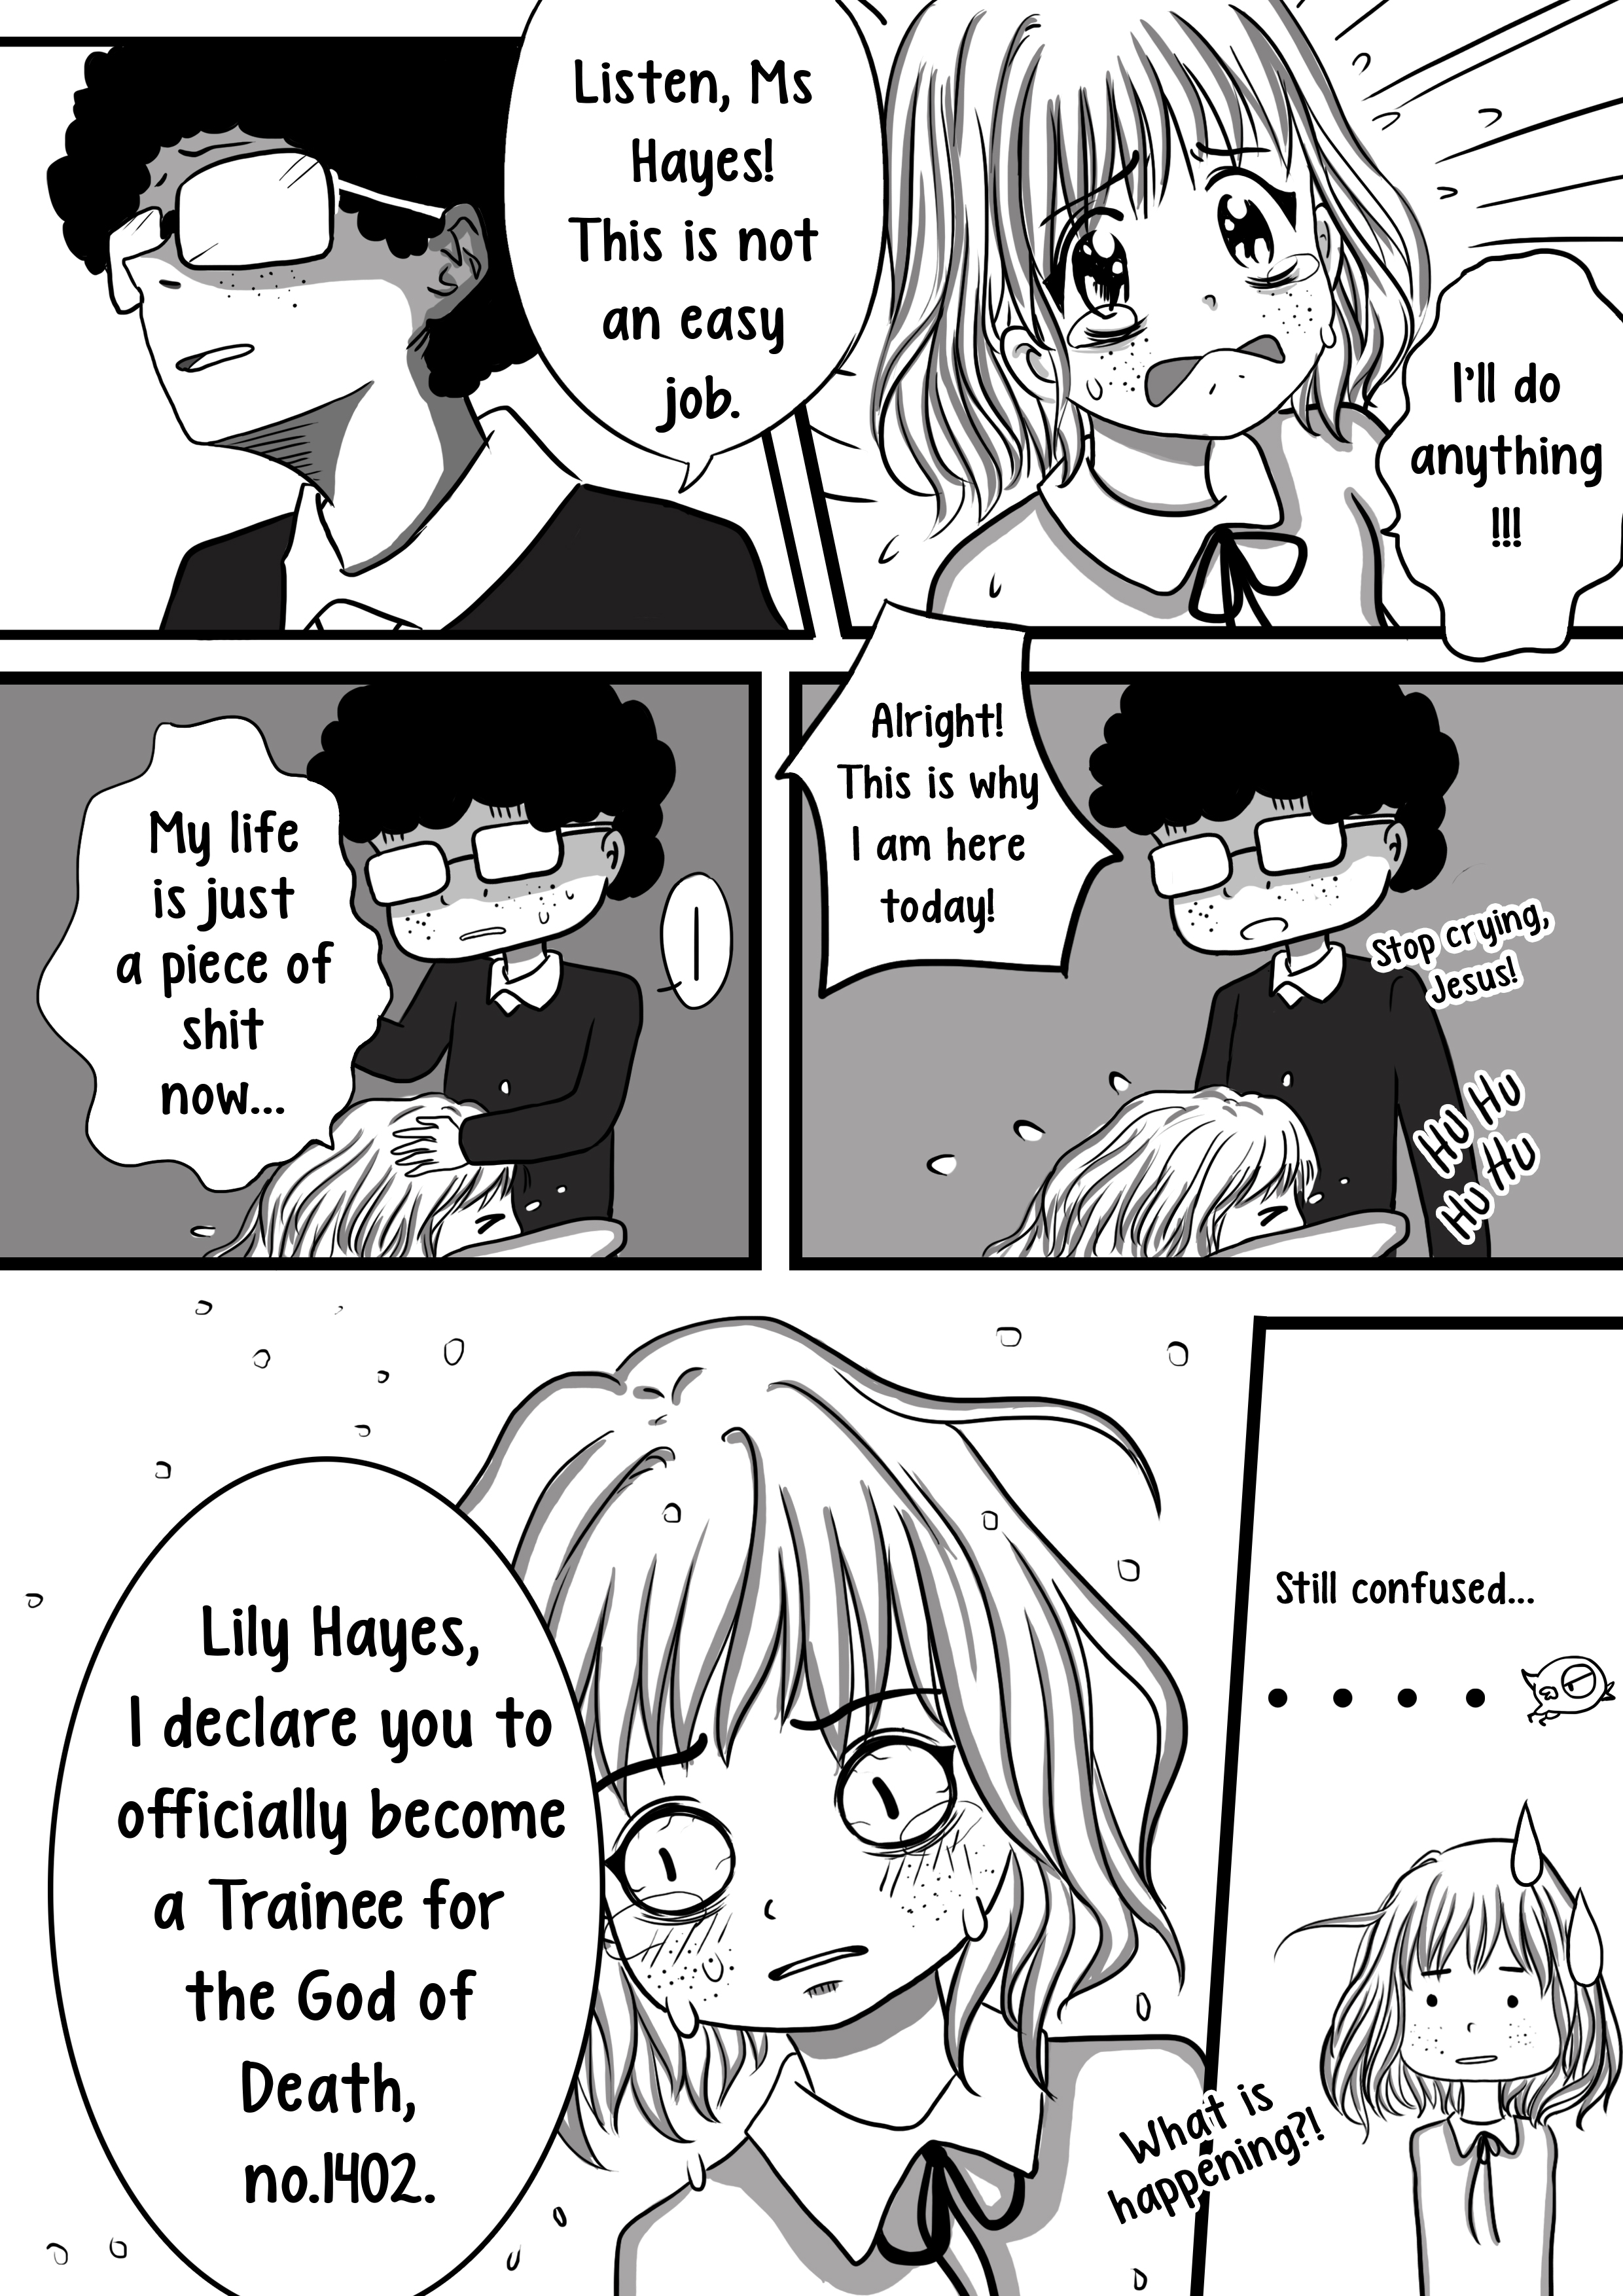 Listen, Ms
Hayes!
This is not
an easy
job.
I'll do
anything
!!!
My life
is just
a piece of
shit
now...
Alright!
This is why
I am here
today!
Stop crying,
Jesus!
Hu Hu
Hu Hu
Lily Hayes,
I declare you to
officially become
a Trainee for
the God of
Death,
no.1402.
Still confused...
• • • •
What is
happening?!